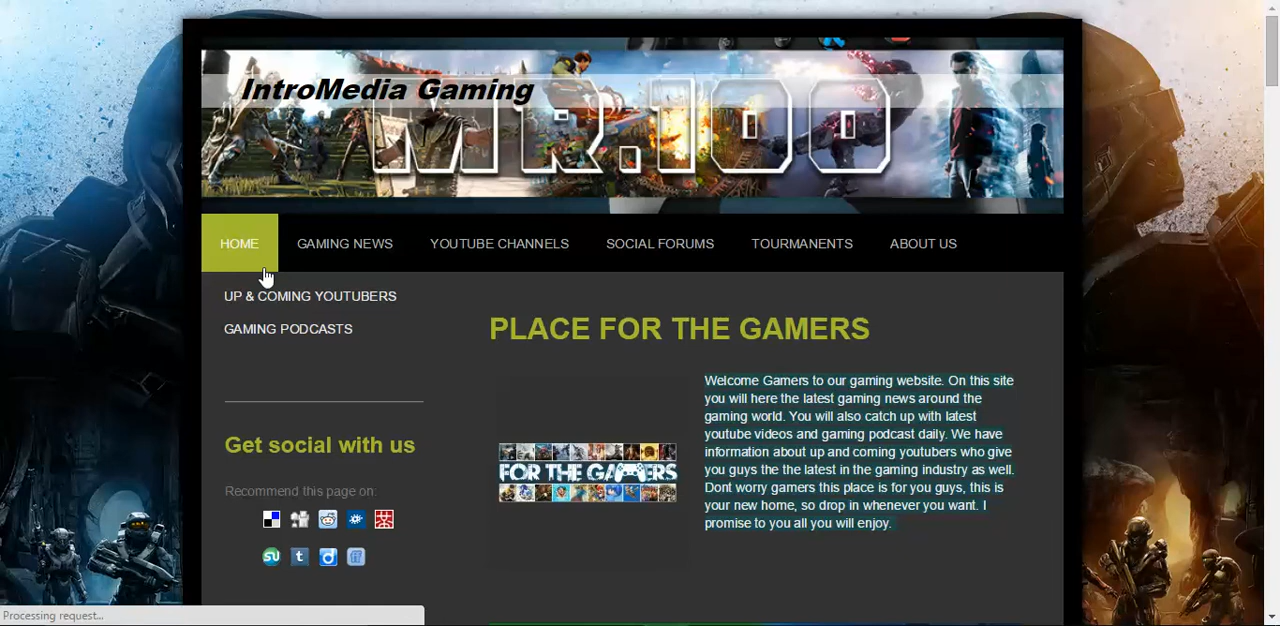 IntroMedia Gaming
MR.100
HOME
GAMING NEWS
YOUTUBE CHANNELS
SOCIAL FORUMS
TOURMANENTS
ABOUT US
UP & COMING YOUTUBERS
GAMING PODCASTS
Get social with us
Recommend this page on:
PLACE FOR THE GAMERS
FOR THE GAMERS
Welcome Gamers to our gaming website. On this site
you will here the latest gaming news around the
gaming world. You will also catch up with latest
youtube videos and gaming podcast daily. We have
information about up and coming youtubers who give
you guys the the latest in the gaming industry as well.
Dont worry gamers this place is for you guys, this is
your new home, so drop in whenever you want. I
promise to you all you will enjoy.
Processing request...